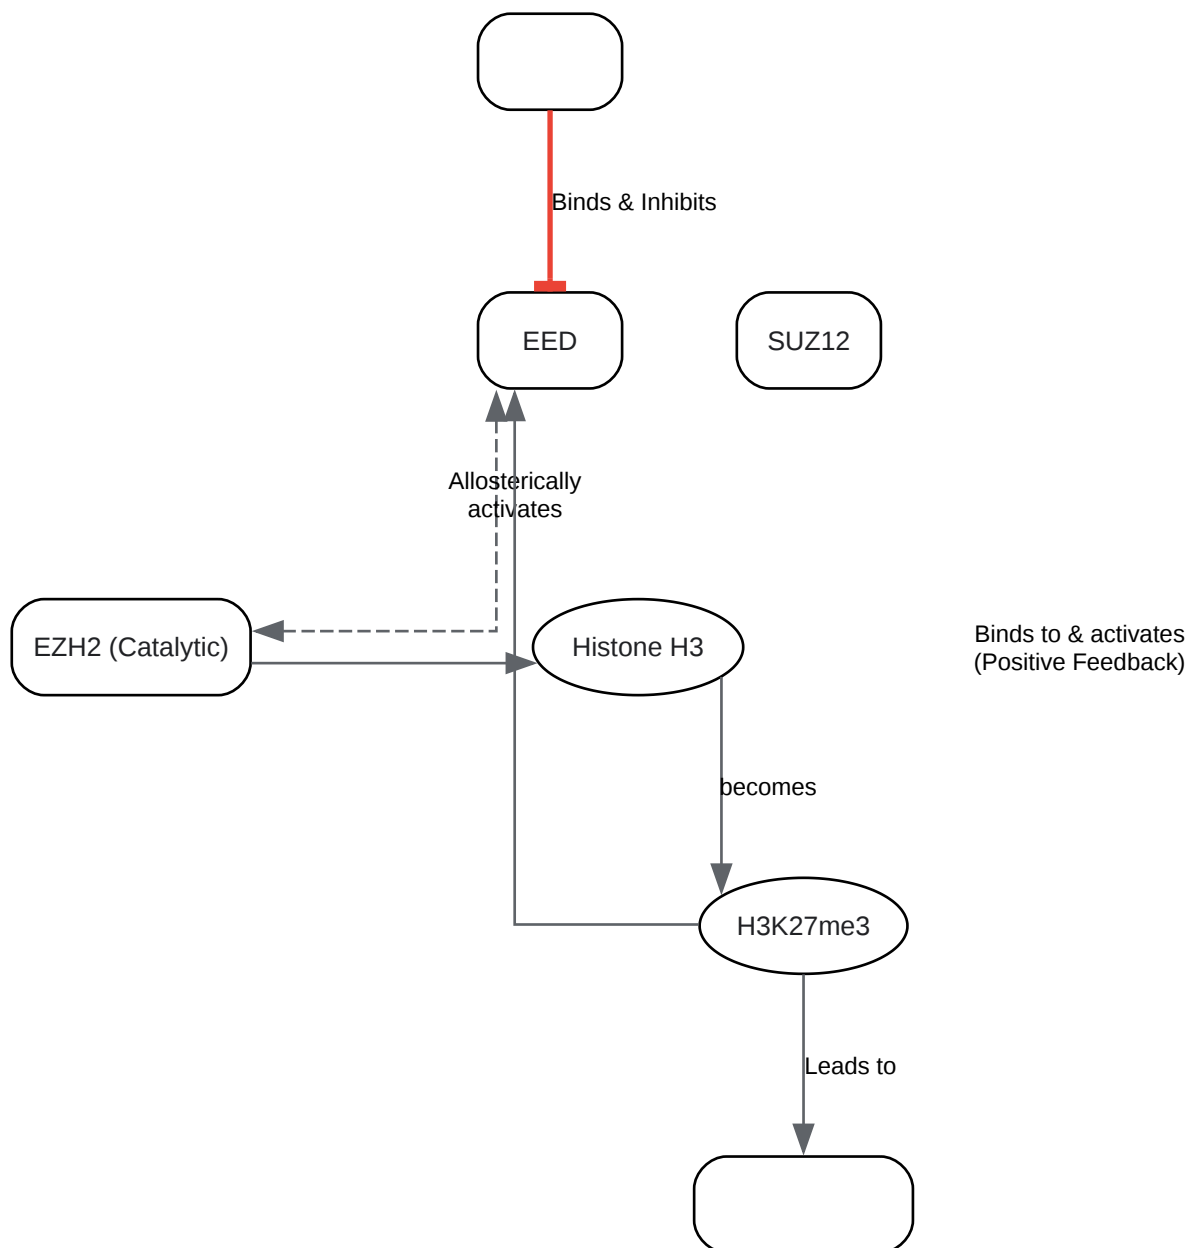 Binds & Inhibits
EED
SUZ12
Allosterically
activates
EZH2 (Catalytic)
Histone H3
Binds to & activates
(Positive Feedback)
becomes
H3K27me3
Leads to